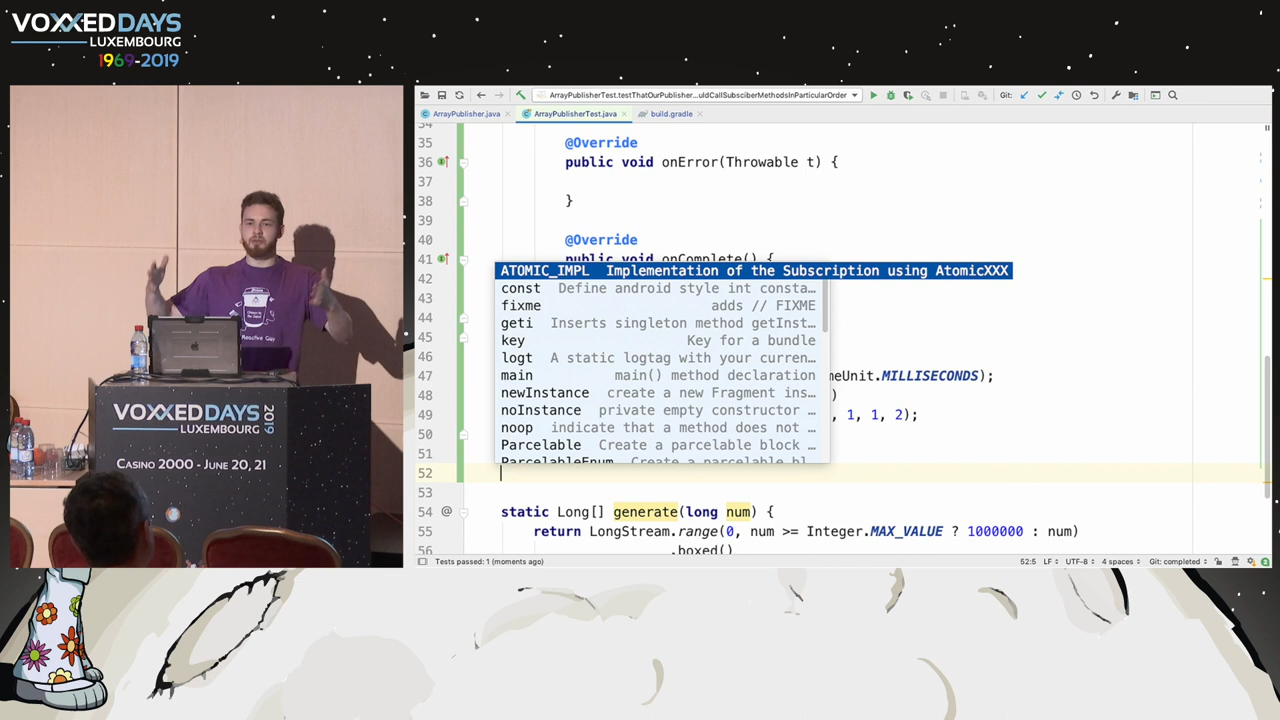 VOXXED DAYS
LUXEMBOURG
1969-2019
ArrayPublisherTest.testThatOurPublisher...uldCallSubsciberMethodsInParticularOrder
Git:
ArrayPublisher.java
ArrayPublisherTest.java
build.gradle
34
35 @Override
36 public void onError(Throwable t) {
37
38 }
39
40 @Override
41 public void onComplete() {
42
43
44
45
46
47 meUnit.MILLISECONDS);
48 )
49 , 1, 1, 2);
50
51
52
53
54 @ static Long[] generate(long num) {
55 return LongStream.range(0, num >= Integer.MAX_VALUE ? 1000000 : num)
56 .boxed()
ATOMIC_IMPL Implementation of the Subscription using AtomicXXX
const Define android style int consta…
fixme adds // FIXME
geti Inserts singleton method getInst…
key Key for a bundle
logt A static logtag with your curren…
main main() method declaration
newInstance create a new Fragment ins…
noInstance private empty constructor …
noop indicate that a method does not …
Parcelable Create a parcelable block …
ParcelableEnum Create a parcelable bl…
Tests passed: 1 (moments ago)
52:5 LF UTF-8 4 spaces Git: completed
Reactive Guy
VOXXED DAYS 2019
LUXEMBOURG
CASINO 2000 - JUNE 20, 21